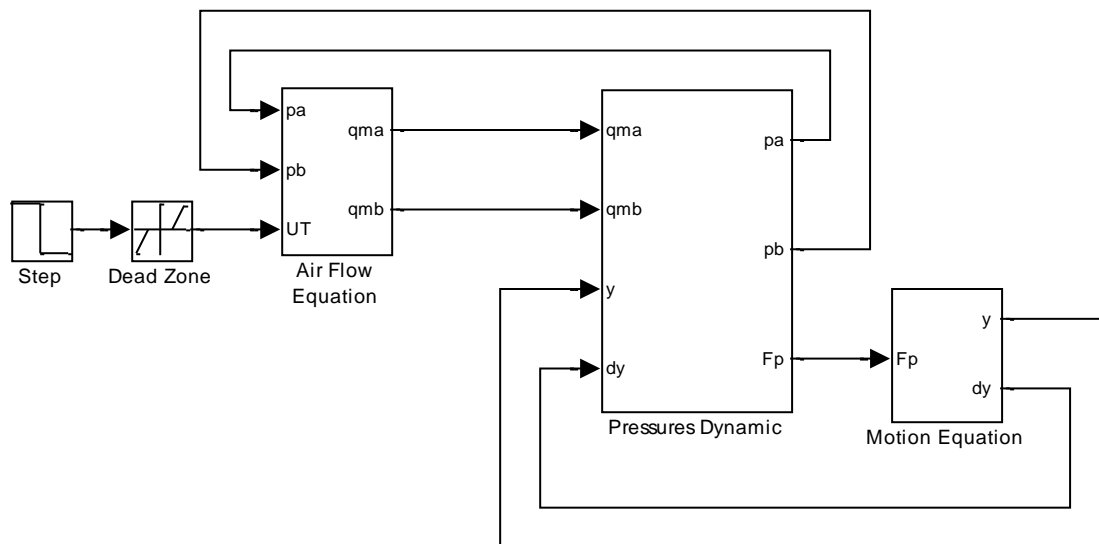 Step
Dead Zone
pa
pb
UT
qma
qmb
Air Flow
Equation
qma
qmb
y
dy
pa
pb
Fp
Pressures Dynamic
Fp
y
dy
Motion Equation